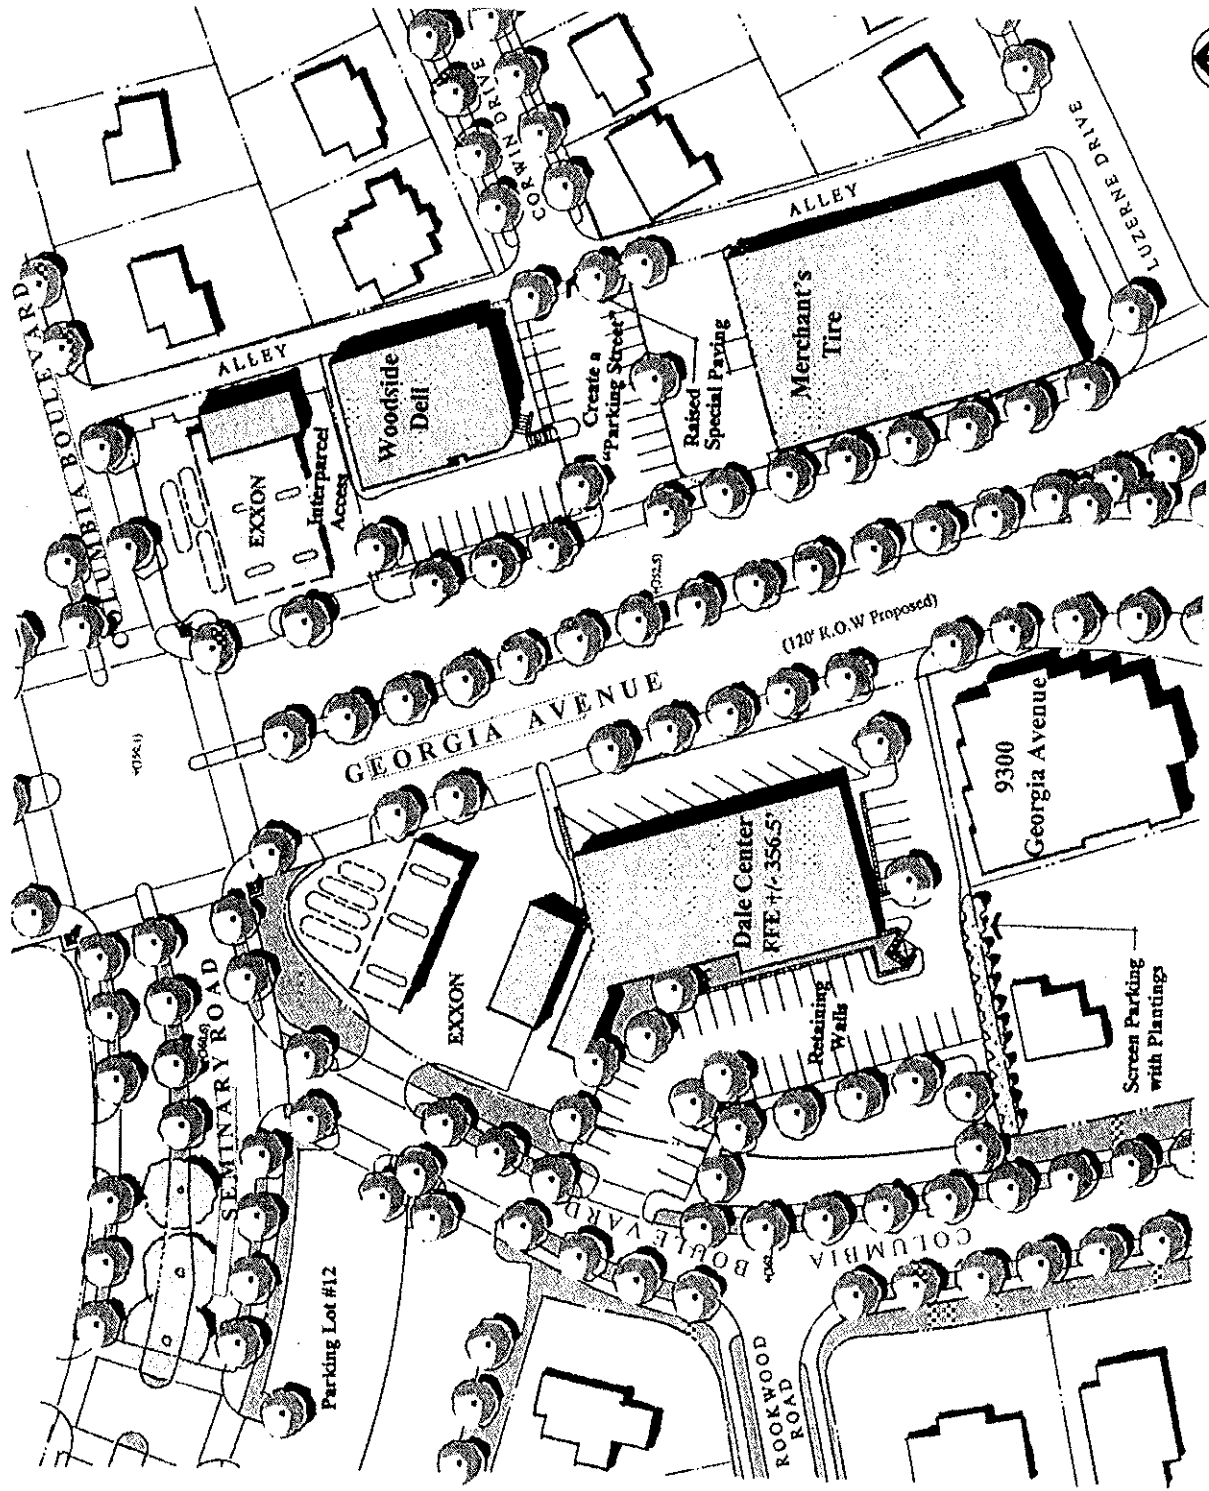 COLUMBIA BOULEVARD
ALLEY
CORWIN DRIVE
ALLEY
LUZERNE DRIVE
EXXON
Interparcel
Access
Woodside
Deli
Create a
"Parking Street"
Raised
Special Paving
Merchant's
Tire
GEORGIA AVENUE
(120' R.O.W Proposed)
SEMINARY ROAD
EXXON
Dale Center
FFE +/- 356.5'
9300
Georgia Avenue
Retaining
Walls
Screen Parking
with Plantings
Parking Lot #12
COLUMBIA
BOULEVARD
ROOKWOOD
ROAD